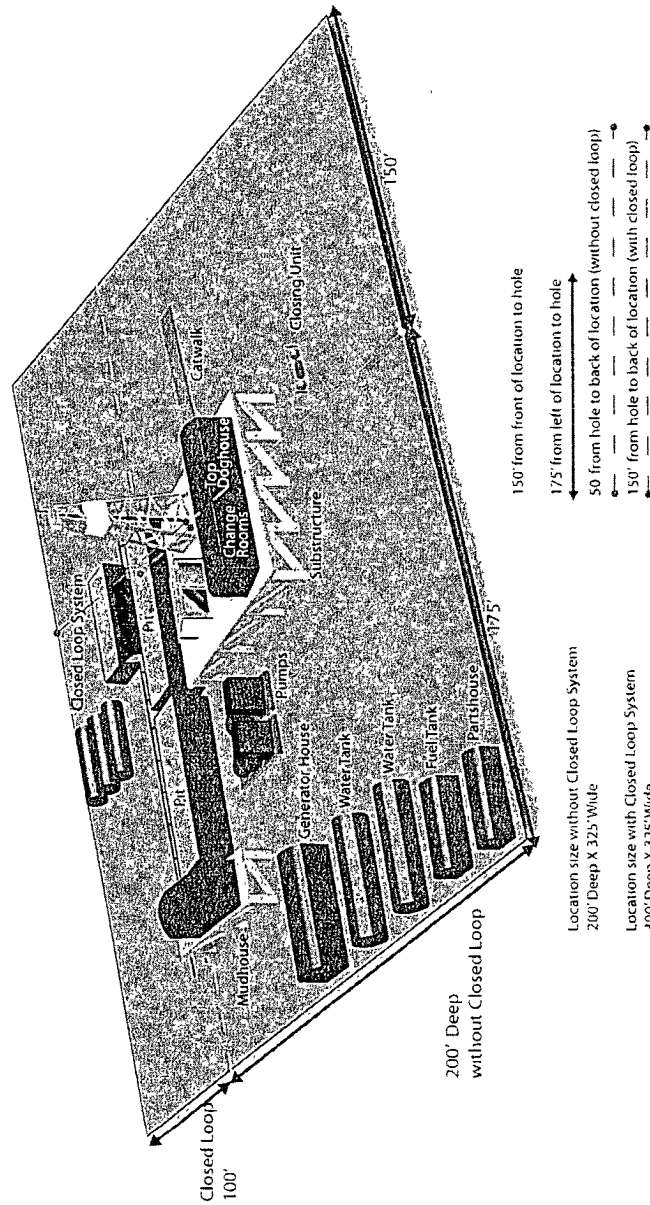 Closed Loop
100'
200' Deep
without Closed Loop
Mudhouse
Pit
Closed Loop System
Pit
Generator House
Water Tank
Water Tank
Fuel Tank
Partshouse
Pumps
Change
Rooms
Top
Doghouse
Substructure
Catwalk
Closing Unit
175'
150'
Location size without Closed Loop System
200' Deep X 325' Wide
Location size with Closed Loop System
400' Deep X 325' Wide
150' from front of location to hole
175' from left of location to hole
50 from hole to back of location (without closed loop)
150' from hole to back of location (with closed loop)